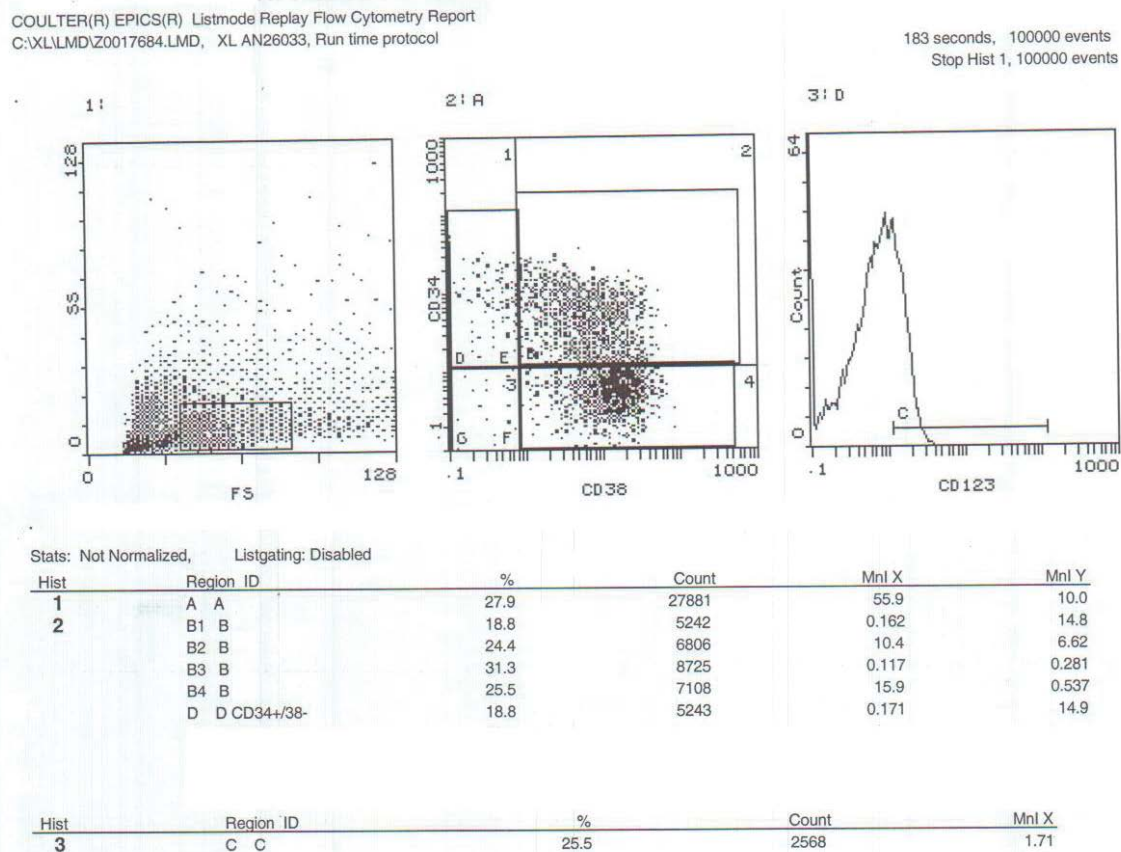 COULTER(R) EPICS(R) Listmode Replay Flow Cytometry Report
C:\XL\LMD\Z0017684.LMD, XL AN26033, Run time protocol
183 seconds, 100000 events
Stop Hist 1, 100000 events
1:
2: A
3: D
128
SS
0
0
128
FS
1000
CD34
1
1
2
D
E
B
3
4
G
F
.1
1000
CD38
64
Count
0
C
.1
1000
CD123
Stats: Not Normalized, Listgating: Disabled
Hist Region ID % Count Mnl X Mnl Y
1 A A 27.9 27881 55.9 10.0
2 B1 B 18.8 5242 0.162 14.8
B2 B 24.4 6806 10.4 6.62
B3 B 31.3 8725 0.117 0.281
B4 B 25.5 7108 15.9 0.537
D D CD34+/38- 18.8 5243 0.171 14.9
Hist Region ID % Count Mnl X
3 C C 25.5 2568 1.71